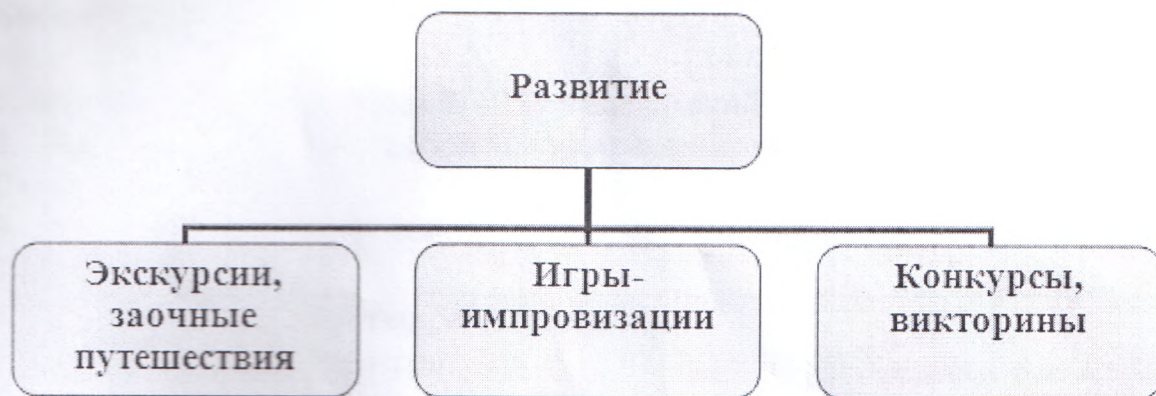 Развитие
Экскурсии,
заочные
путешествия
Игры-
импровизации
Конкурсы,
викторины